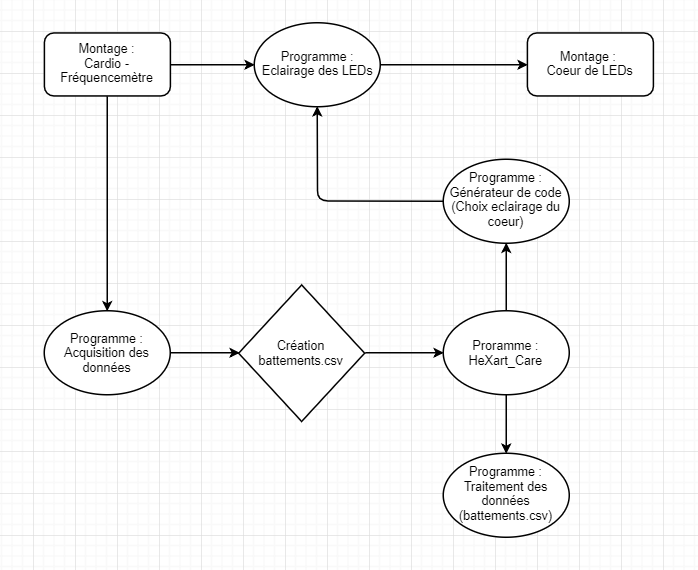 Montage :
Cardio -
Fréquencemètre
Programme :
Eclairage des LEDs
Montage :
Coeur de LEDs
Programme :
Générateur de code
(Choix eclairage du
coeur)
Programme :
Acquisition des
données
Création
battements.csv
Proramme :
HeXart_Care
Programme :
Traitement des
données
(battements.csv)